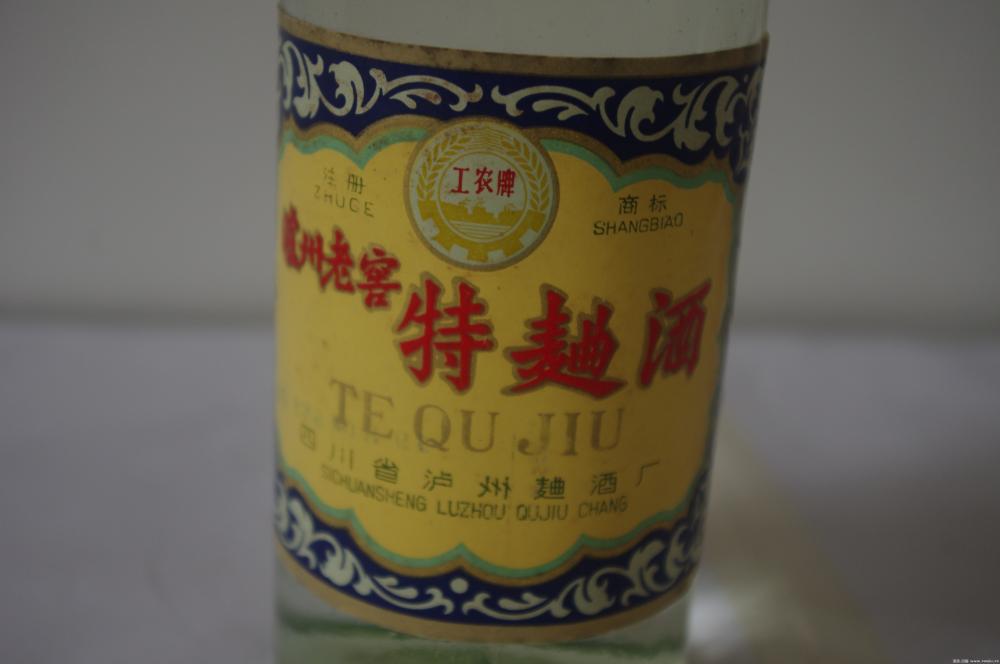 工农牌
注册
ZHUCE
商标
SHANGBIAO
泸州老窖
特麯酒
TE QU JIU
四川省泸州麯酒厂
SICHUANSHENG LUZHOU QUJIU CHANG